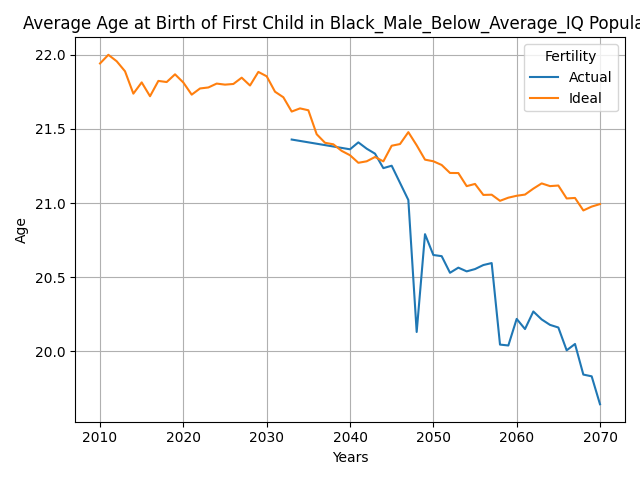 Average Age at Birth of First Child in Black_Male_Below_Average_IQ Popula
Fertility
Actual
Ideal
22.0
21.5
21.0
20.5
20.0
Age
2010 2020 2030 2040 2050 2060 2070
Years